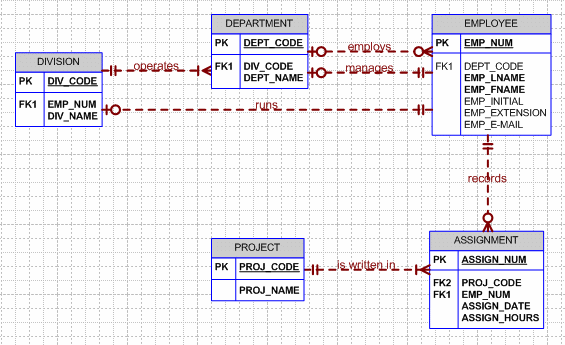 DEPARTMENT
PK DEPT_CODE
FK1 DIV_CODE
DEPT_NAME
EMPLOYEE
PK EMP_NUM
FK1 DEPT_CODE
EMP_LNAME
EMP_FNAME
EMP_INITIAL
EMP_EXTENSION
EMP_E-MAIL
DIVISION
PK DIV_CODE
FK1 EMP_NUM
DIV_NAME
operates
employs
manages
runs
records
PROJECT
PK PROJ_CODE
PROJ_NAME
is written in
ASSIGNMENT
PK ASSIGN_NUM
FK2 PROJ_CODE
FK1 EMP_NUM
ASSIGN_DATE
ASSIGN_HOURS